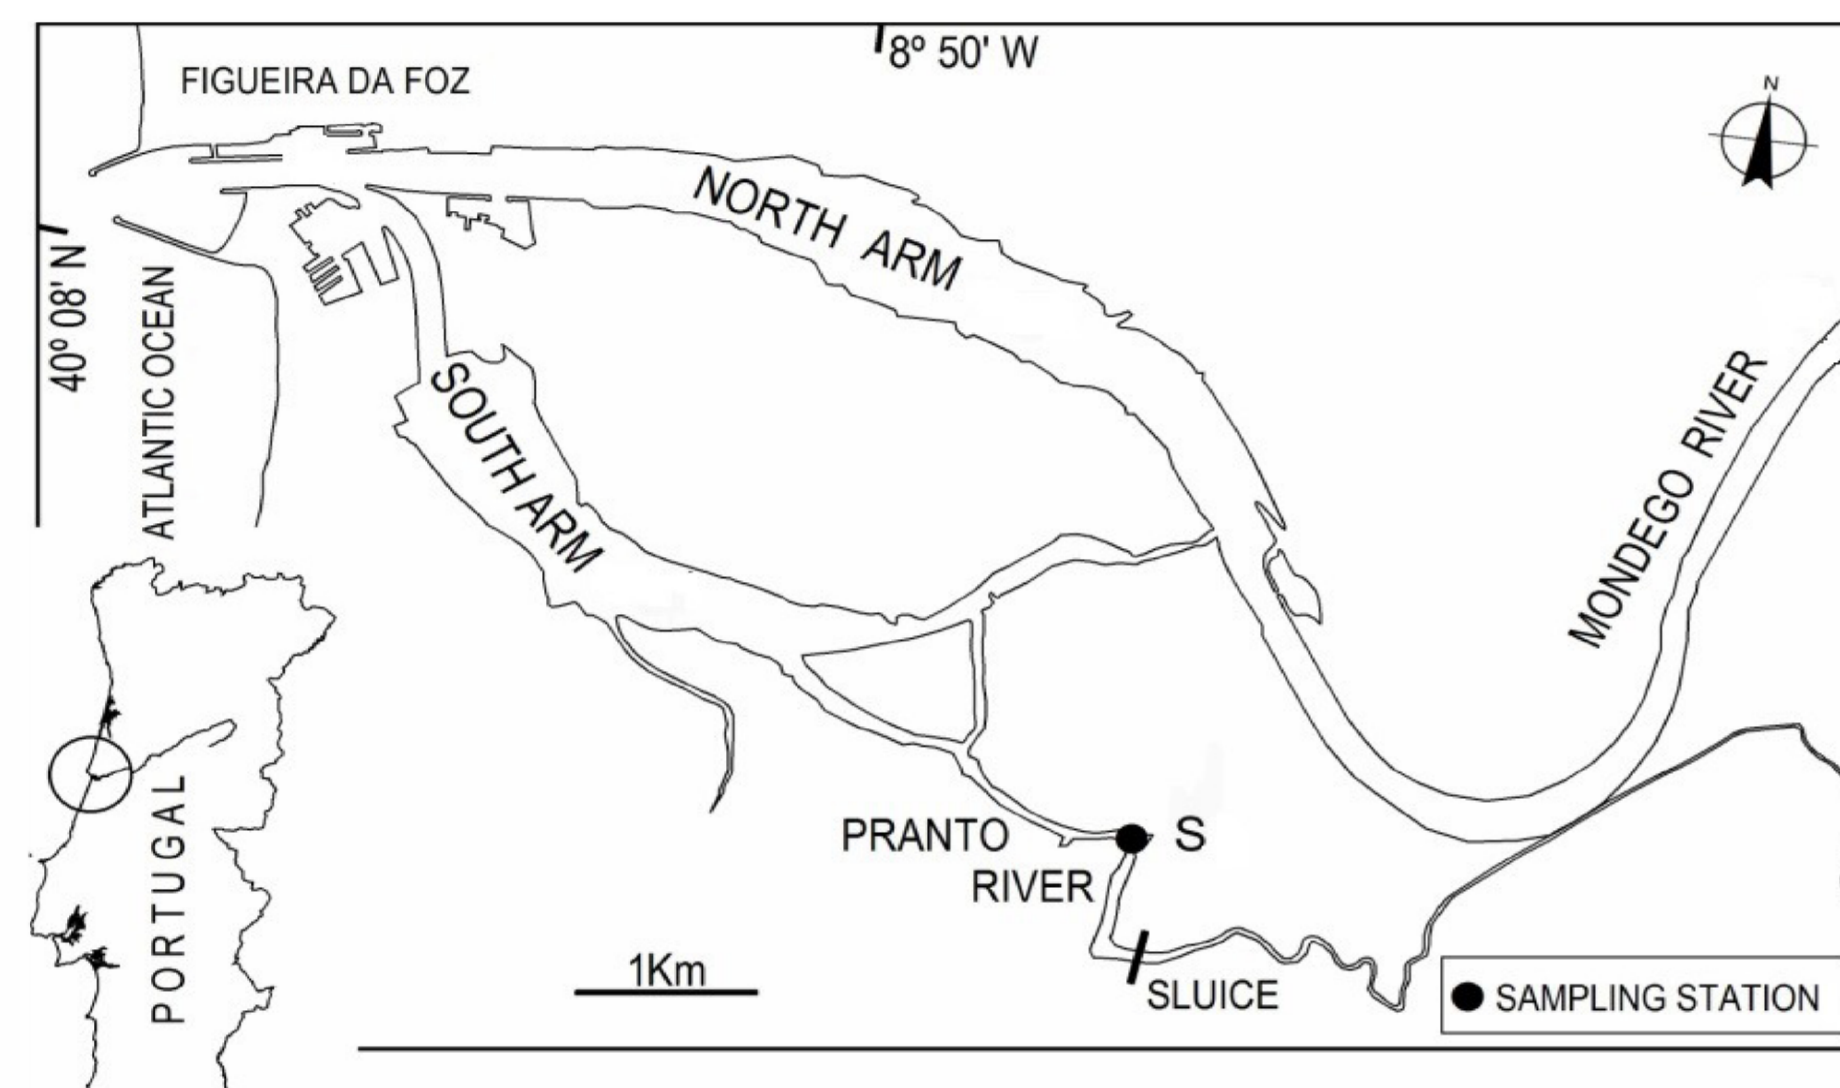 8º 50' W
FIGUEIRA DA FOZ
N
NORTH ARM
40º 08' N
ATLANTIC OCEAN
SOUTH ARM
MONDEGO RIVER
PORTUGAL
PRANTO
RIVER
S
1Km
SLUICE
SAMPLING STATION